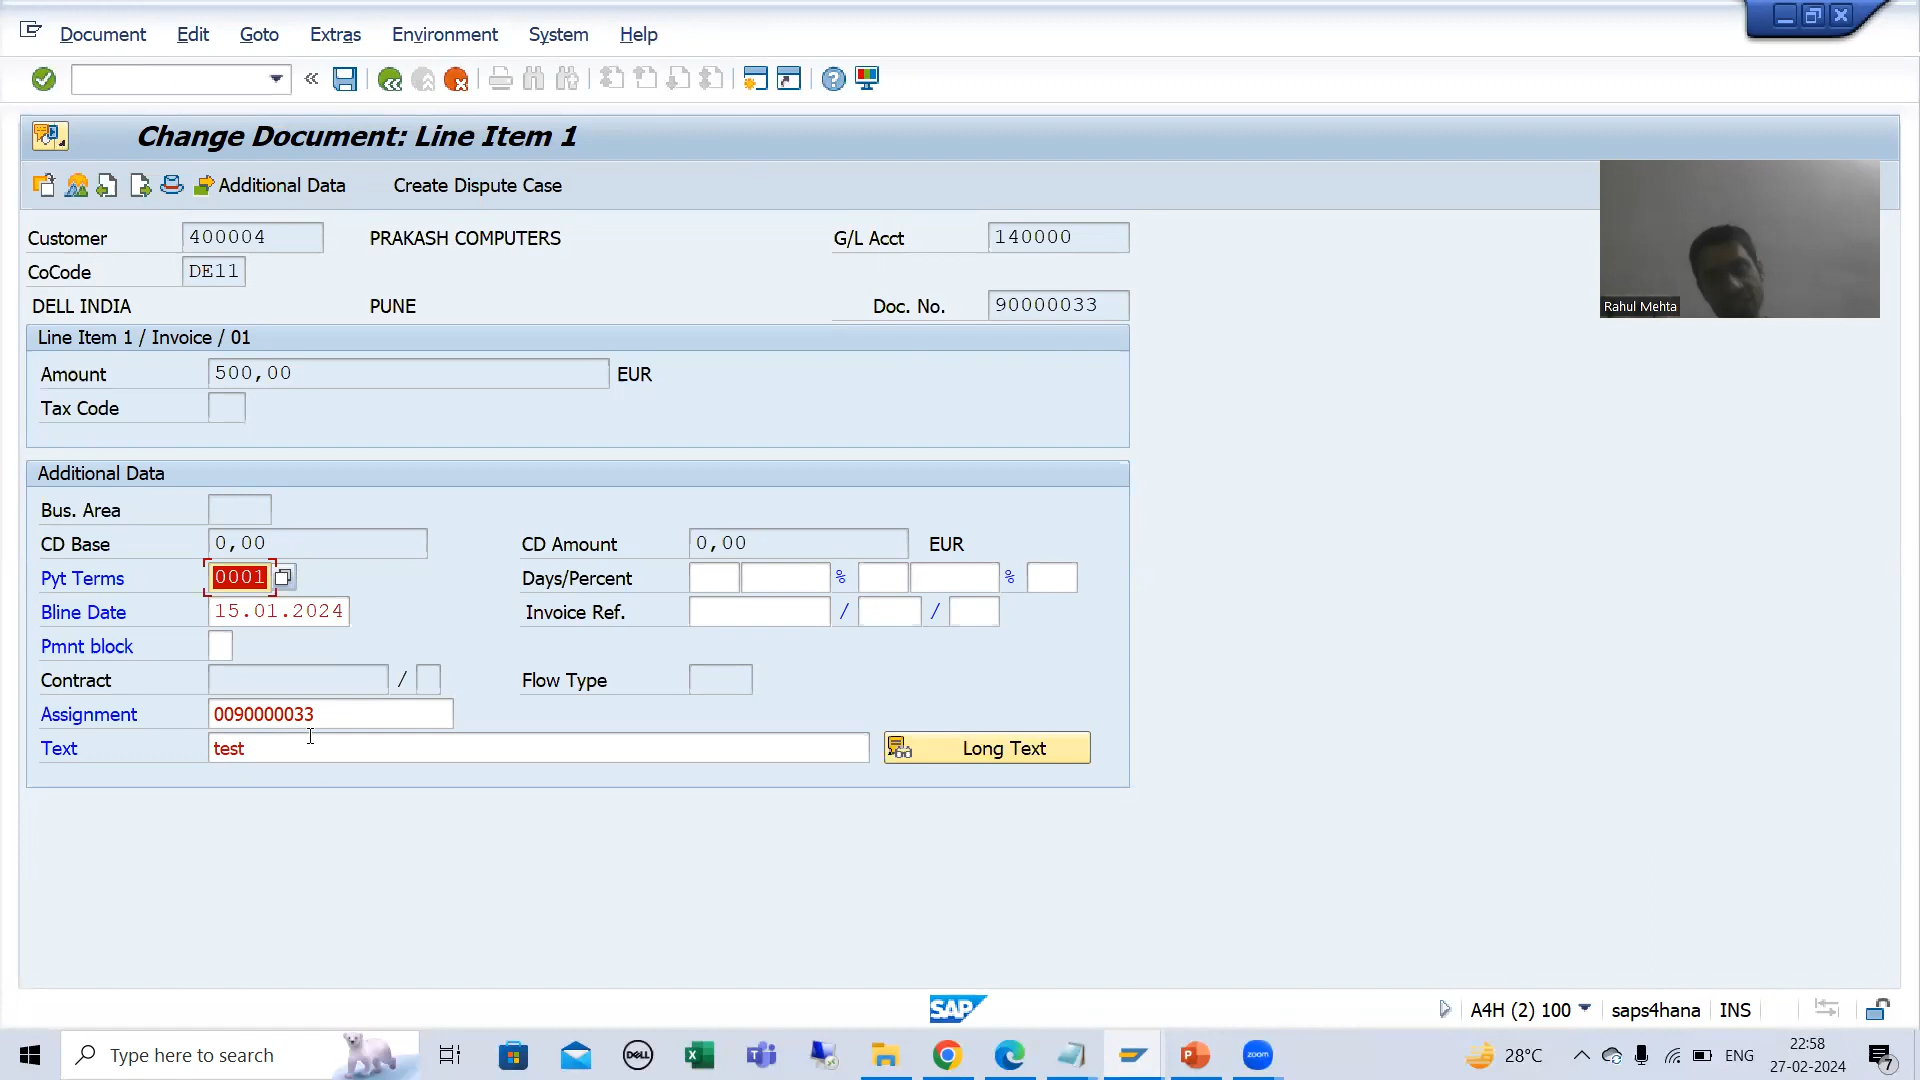 Document Edit Goto Extras Environment System Help
Change Document: Line Item 1
Additional Data Create Dispute Case
Customer 400004 PRAKASH COMPUTERS G/L Acct 140000
CoCode DE11
DELL INDIA PUNE Doc. No. 90000033
Line Item 1 / Invoice / 01
Amount 500,00 EUR
Tax Code
Additional Data
Bus. Area
CD Base 0,00 CD Amount 0,00 EUR
Pyt Terms 0001 Days/Percent % %
Bline Date 15.01.2024 Invoice Ref. / /
Pmnt block
Contract / Flow Type
Assignment 0090000033
Text test Long Text
Rahul Mehta
SAP A4H (2) 100 saps4hana INS
Type here to search DELL zoom 28°C ENG 22:58
27-02-2024 7